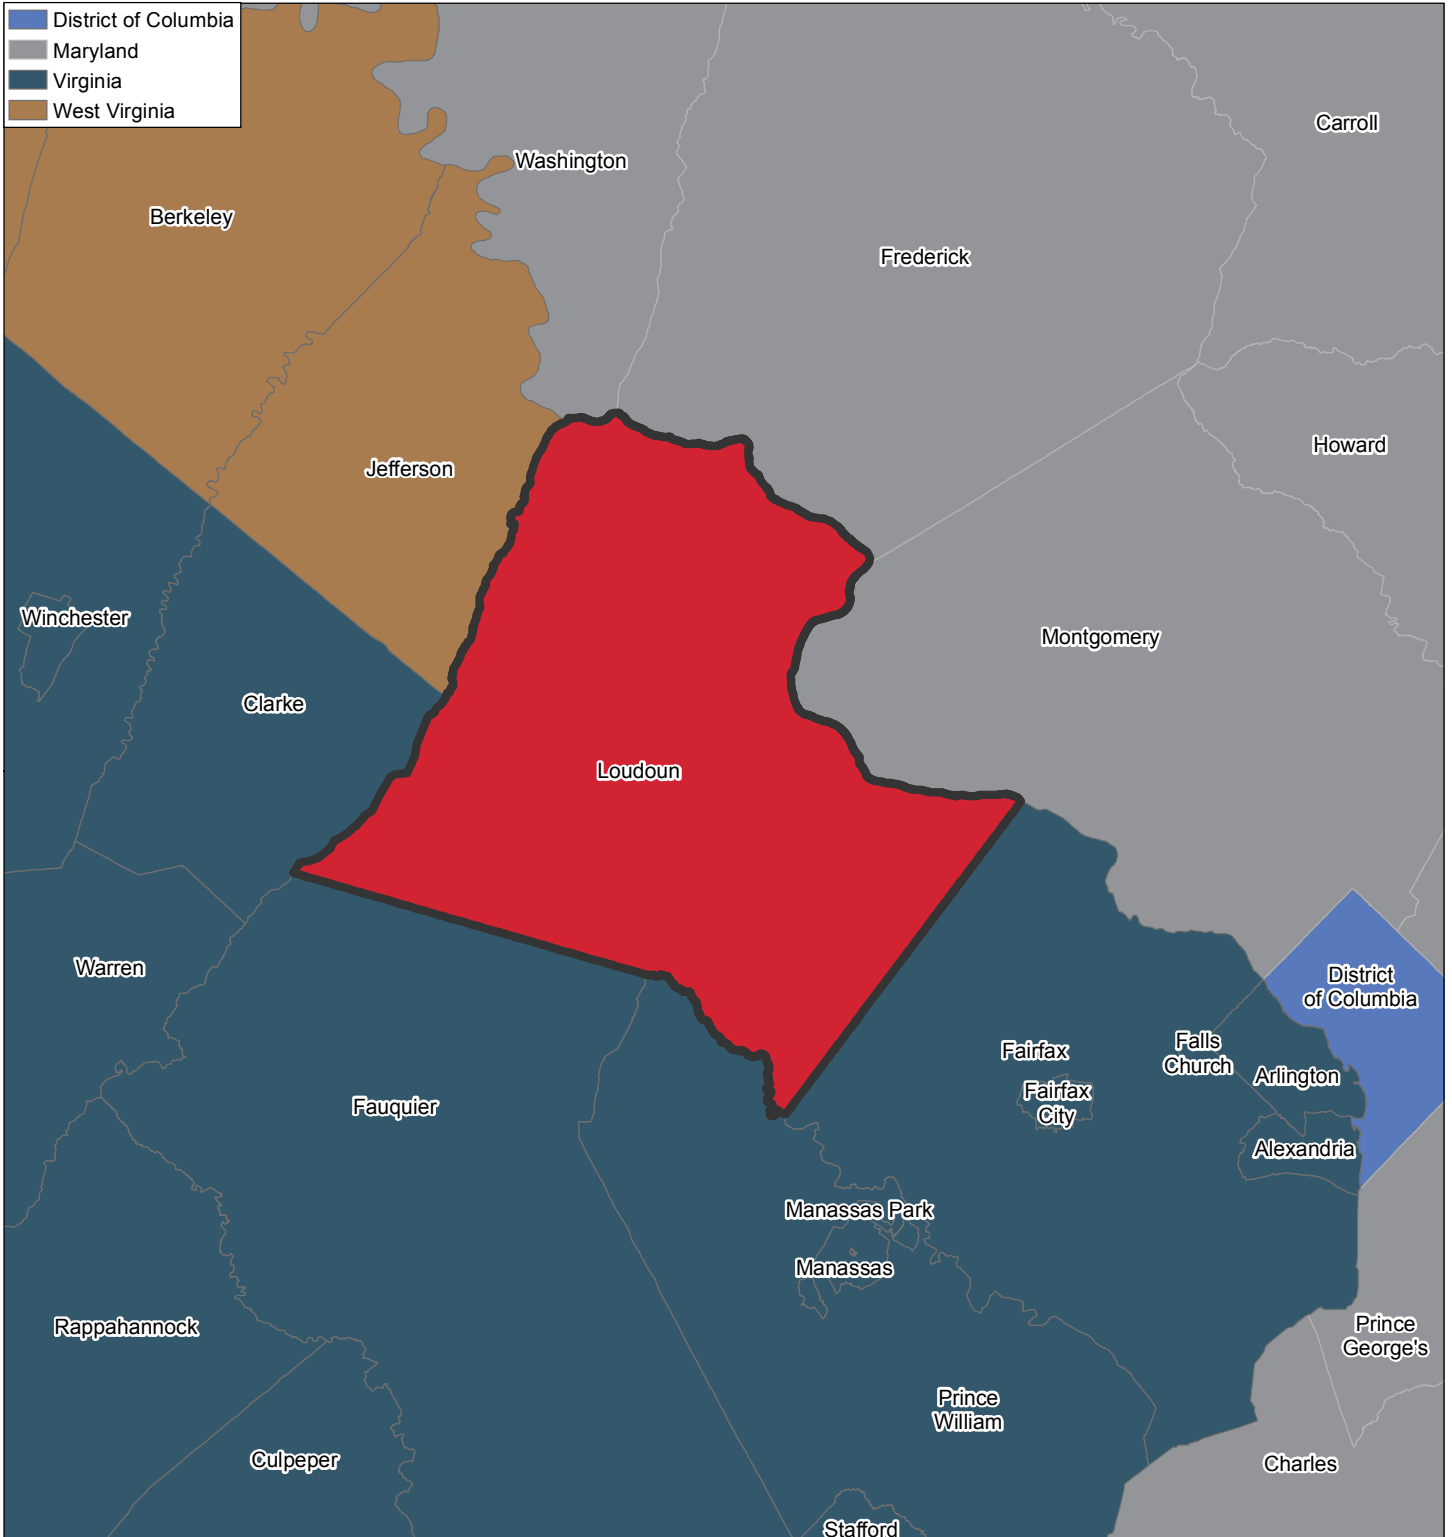 District of Columbia
Maryland
Virginia
West Virginia
Carroll
Washington
Berkeley
Frederick
Howard
Jefferson
Winchester
Montgomery
Clarke
Loudoun
Warren
District
of Columbia
Falls
Church
Fairfax
Arlington
Fairfax
City
Fauquier
Alexandria
Manassas Park
Manassas
Rappahannock
Prince
George's
Prince
William
Culpeper
Charles
Stafford